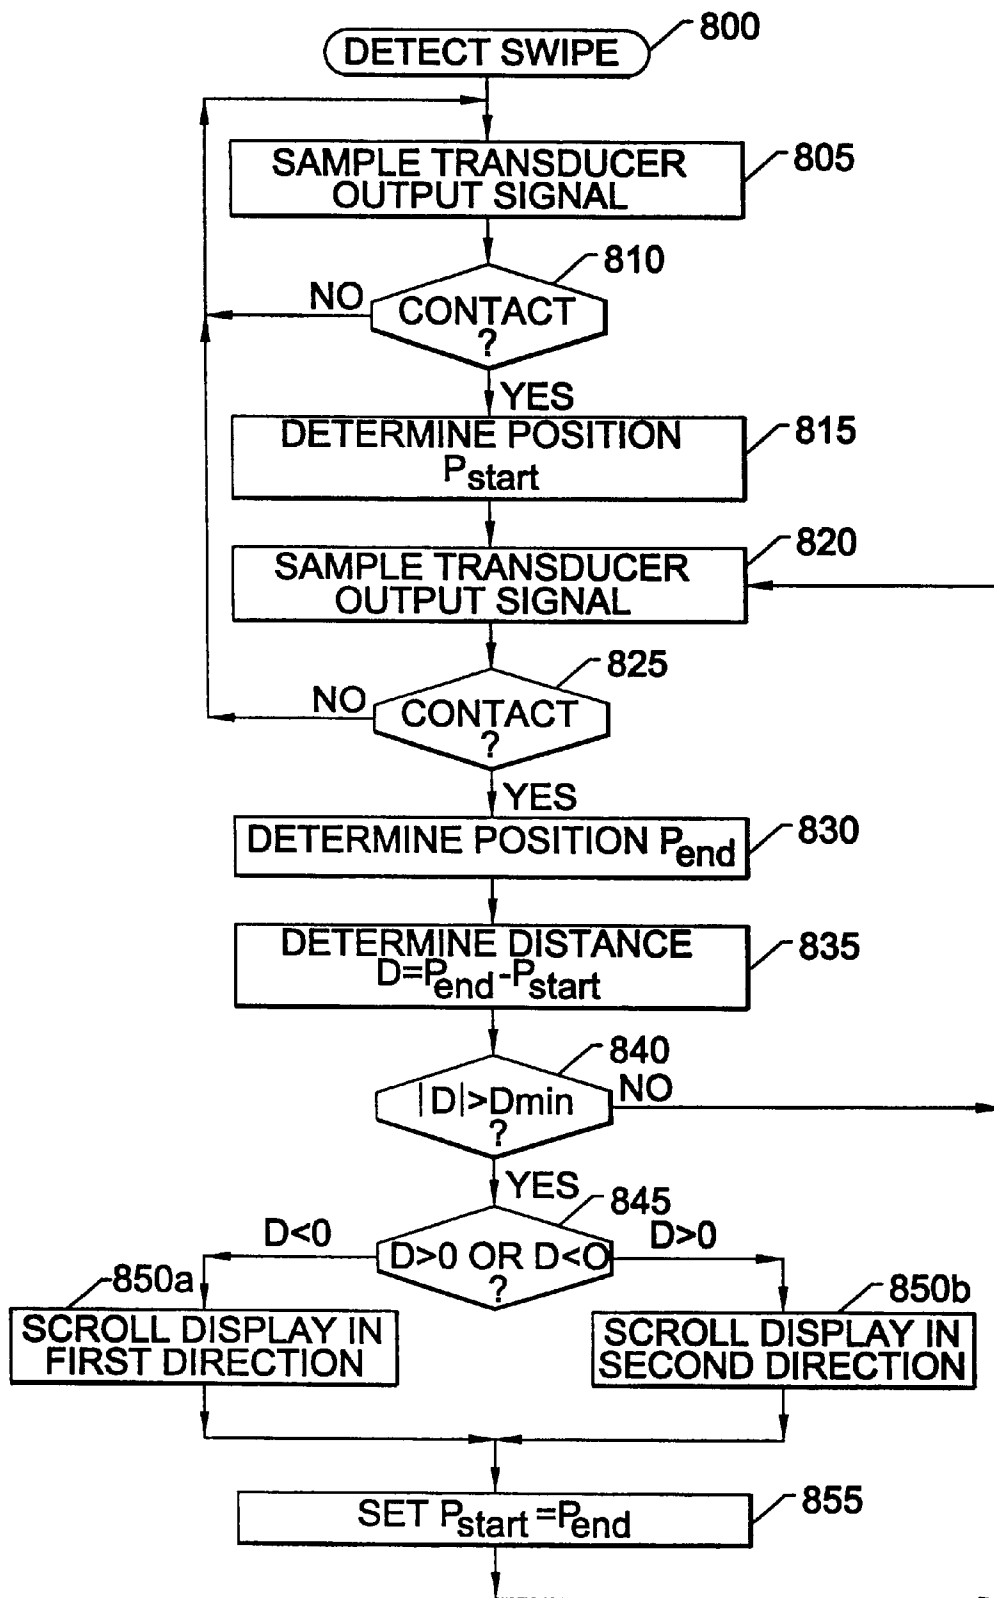 DETECT SWIPE
800
SAMPLE TRANSDUCER
OUTPUT SIGNAL
805
810
NO
CONTACT
?
YES
DETERMINE POSITION
Pstart
815
SAMPLE TRANSDUCER
OUTPUT SIGNAL
820
825
NO
CONTACT
?
YES
DETERMINE POSITION Pend
830
DETERMINE DISTANCE
D=Pend-Pstart
835
840
|D|>Dmin
?
NO
YES
845
D<0
D>0 OR D<O
?
D>0
850a
850b
SCROLL DISPLAY IN
FIRST DIRECTION
SCROLL DISPLAY IN
SECOND DIRECTION
SET Pstart=Pend
855